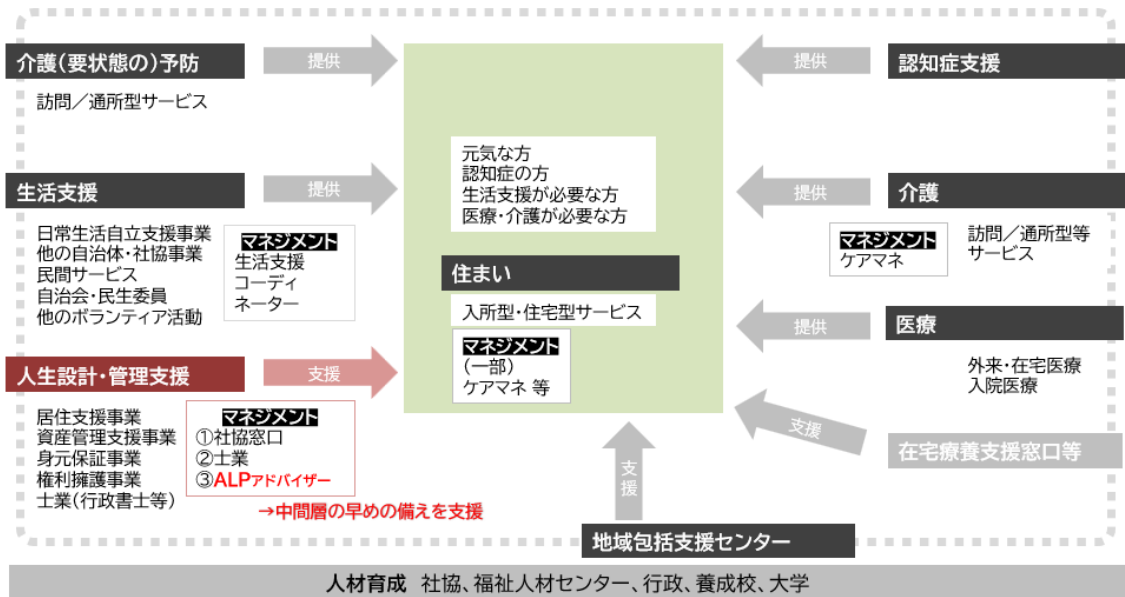 介護(要状態の)予防
提供
訪問／通所型サービス
生活支援
提供
日常生活自立支援事業
他の自治体・社協事業
民間サービス
自治会・民生委員
他のボランティア活動
マネジメント
生活支援
コーディ
ネーター
人生設計・管理支援
支援
居住支援事業
資産管理支援事業
身元保証事業
権利擁護事業
士業(行政書士等)
マネジメント
①社協窓口
②士業
③ALPアドバイザー
→中間層の早めの備えを支援
元気な方
認知症の方
生活支援が必要な方
医療・介護が必要な方
住まい
入所型・住宅型サービス
マネジメント
(一部)
ケアマネ 等
提供
認知症支援
提供
介護
マネジメント
ケアマネ
訪問／通所型等
サービス
提供
医療
外来・在宅医療
入院医療
支援
在宅療養支援窓口等
支援
地域包括支援センター
人材育成 社協、福祉人材センター、行政、養成校、大学